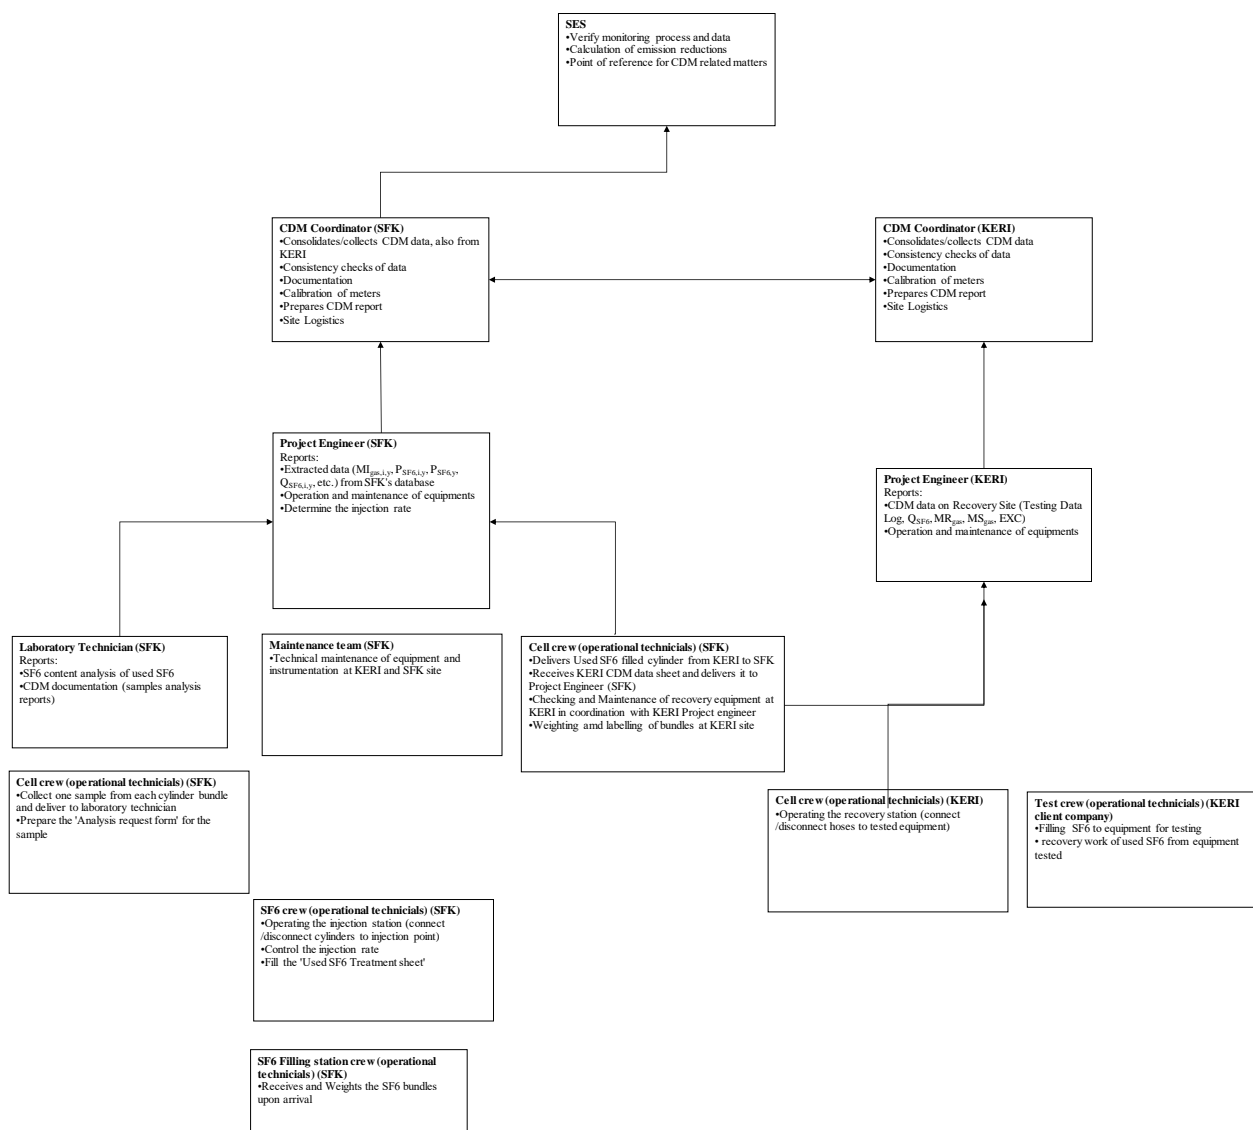 SES
•Verify monitoring process and data
•Calculation of emission reductions
•Point of reference for CDM related matters
CDM Coordinator (SFK)
•Consolidates/collects CDM data, also from
KERI
•Consistency checks of data
•Documentation
•Calibration of meters
•Prepares CDM report
•Site Logistics
CDM Coordinator (KERI)
•Consolidates/collects CDM data
•Consistency checks of data
•Documentation
•Calibration of meters
•Prepares CDM report
•Site Logistics
Project Engineer (SFK)
Reports:
•Extracted data (MIgas,i,y, PSF6,i,y, PSF6,y,
QSF6,i,y, etc.) from SFK's database
•Operation and maintenance of equipments
•Determine the injection rate
Project Engineer (KERI)
Reports:
•CDM data on Recovery Site (Testing Data
Log, QSF6, MRgas, MSgas, EXC)
•Operation and maintenance of equipments
Laboratory Technician (SFK)
Reports:
•SF6 content analysis of used SF6
•CDM documentation (samples analysis
reports)
Maintenance team (SFK)
•Technical maintenance of equipment and
instrumentation at KERI and SFK site
Cell crew (operational technicials) (SFK)
•Delivers Used SF6 filled cylinder from KERI to SFK
•Receives KERI CDM data sheet and delivers it to
Project Engineer (SFK)
•Checking and Maintenance of recovery equipment at
KERI in coordination with KERI Project engineer
•Weighting amd labelling of bundles at KERI site
Cell crew (operational technicials) (SFK)
•Collect one sample from each cylinder bundle
and deliver to laboratory technician
•Prepare the 'Analysis request form' for the
sample
Cell crew (operational technicials) (KERI)
•Operating the recovery station (connect
/disconnect hoses to tested equipment)
Test crew (operational technicials) (KERI
client company)
•Filling SF6 to equipment for testing
• recovery work of used SF6 from equipment
tested
SF6 crew (operational technicials) (SFK)
•Operating the injection station (connect
/disconnect cylinders to injection point)
•Control the injection rate
•Fill the 'Used SF6 Treatment sheet'
SF6 Filling station crew (operational
technicials) (SFK)
•Receives and Weights the SF6 bundles
upon arrival